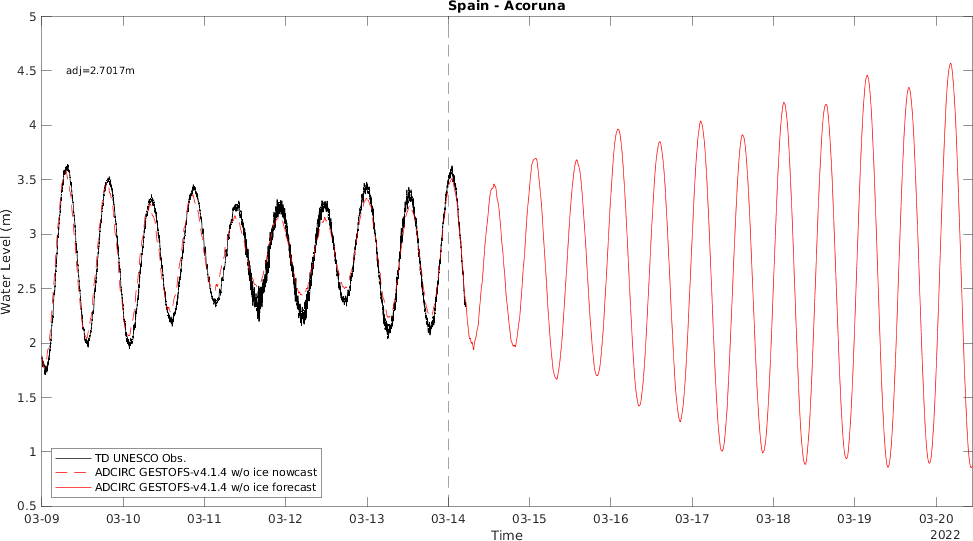 Spain - Acoruna
5
4.5
4
3.5
3
2.5
2
1.5
1
0.5
Water Level (m)
adj=2.7017m
TD UNESCO Obs.
ADCIRC GESTOFS-v4.1.4 w/o ice nowcast
ADCIRC GESTOFS-v4.1.4 w/o ice forecast
03-09 03-10 03-11 03-12 03-13 03-14 03-15 03-16 03-17 03-18 03-19 03-20
2022
Time